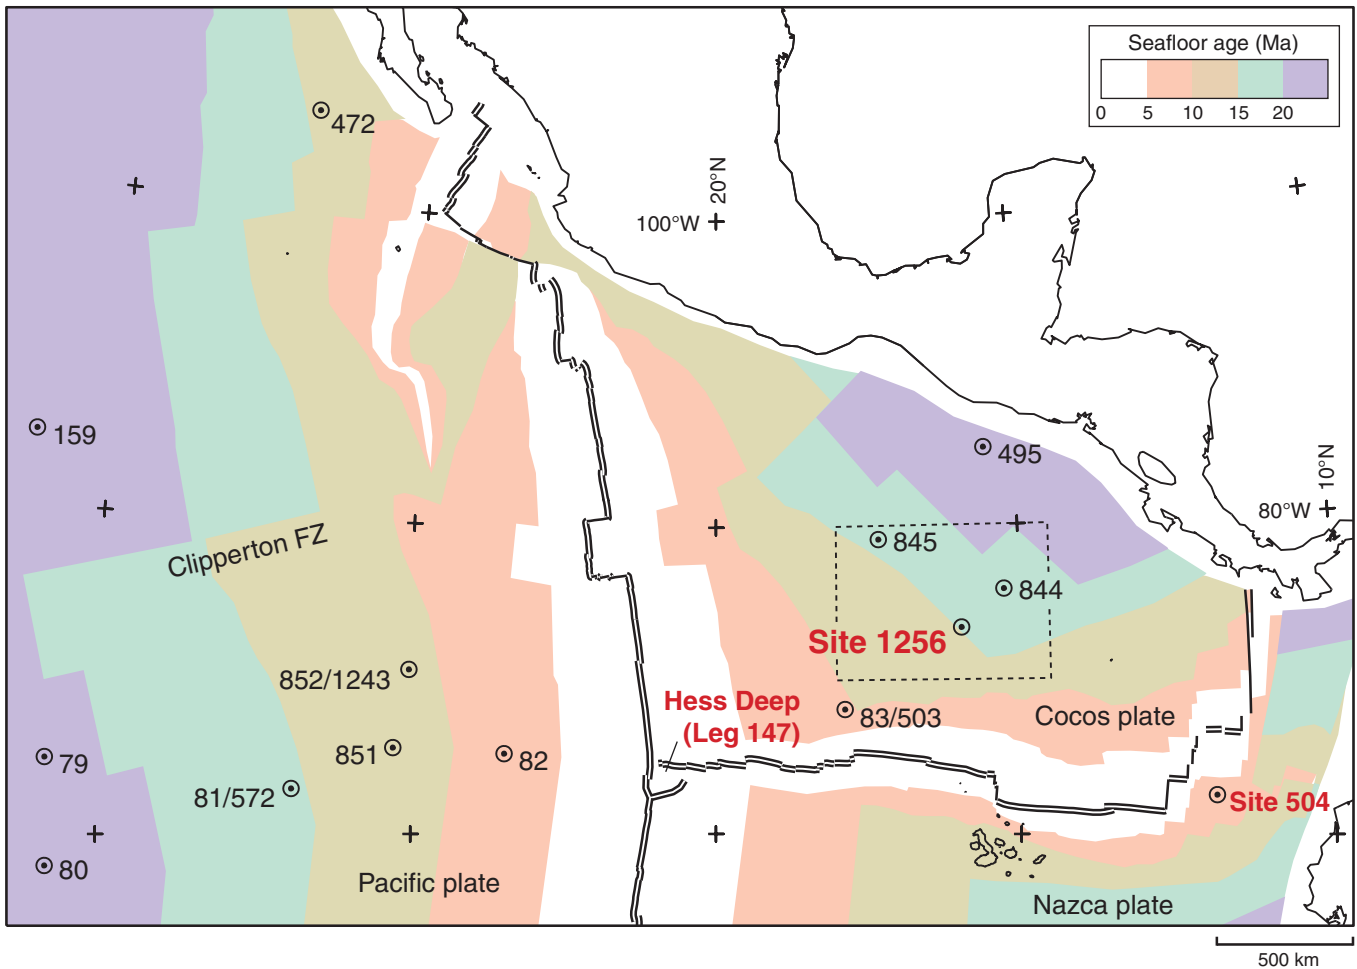 Seafloor age (Ma)
0 5 10 15 20
472
20°N
100°W
159
495
10°N
80°W
Clipperton FZ
845
844
Site 1256
852/1243
Hess Deep
(Leg 147)
83/503
Cocos plate
851
82
79
81/572
Site 504
80
Pacific plate
Nazca plate
500 km